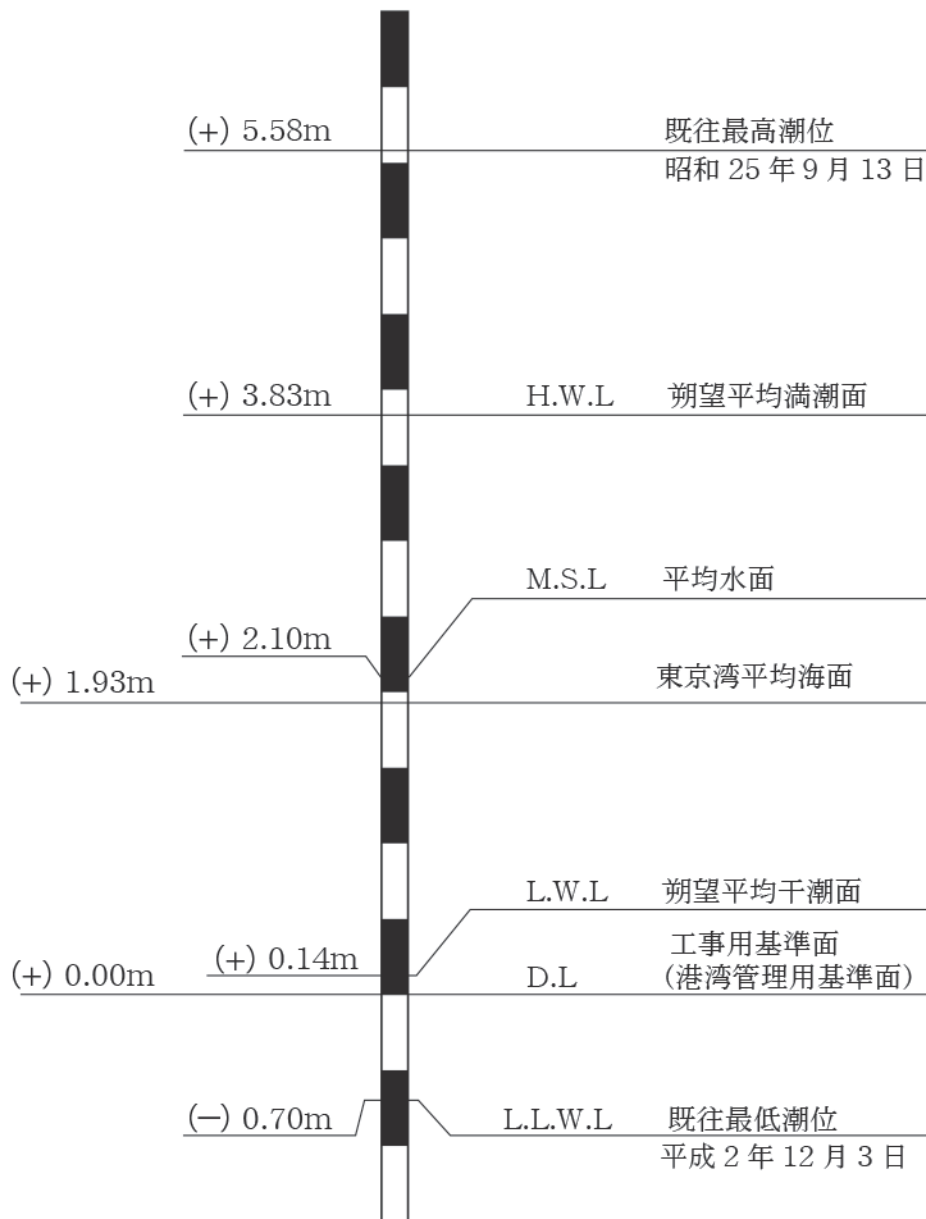 (+) 5.58m 既往最高潮位
昭和 25 年 9 月 13 日
(+) 3.83m H.W.L 朔望平均満潮面
M.S.L 平均水面
(+) 2.10m
(+) 1.93m 東京湾平均海面
L.W.L 朔望平均干潮面
(+) 0.14m
工事用基準面
(+) 0.00m D.L (港湾管理用基準面)
(−) 0.70m L.L.W.L 既往最低潮位
平成 2 年 12 月 3 日